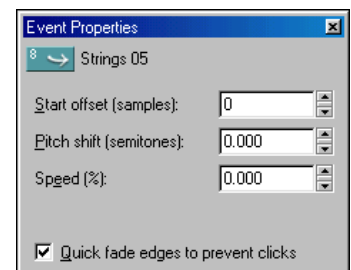 Event Properties
8 Strings 05
Start offset (samples): 0
Pitch shift (semitones): 0.000
Speed (%): 0.000
Quick fade edges to prevent clicks